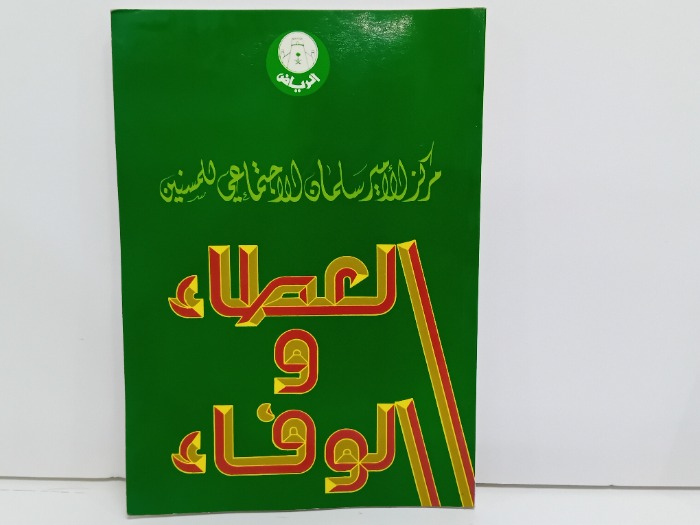 الرياض
مركز الأمير سلمان الاجتماعي للمسنين
العطاء
و
الوفاء